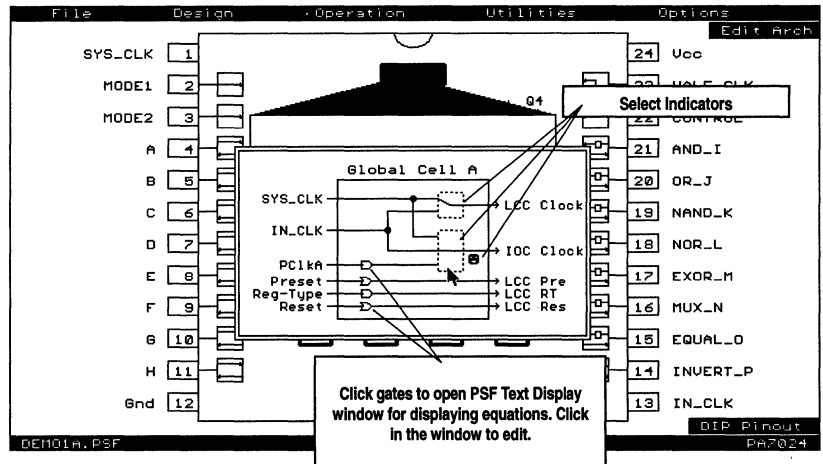 File Design ·Operation Utilities Options
Edit Arch
SYS_CLK 1
MODE1 2
MODE2 3
A 4
B 5
C 6
D 7
E 8
F 9
G 10
H 11
Gnd 12
24 Vcc
22 CONTROL
21 AND_I
20 OR_J
19 NAND_K
18 NOR_L
17 EXOR_M
16 MUX_N
15 EQUAL_O
14 INVERT_P
13 IN_CLK
Q4
Select Indicators
Global Cell A
SYS_CLK LCC Clock
IN_CLK IOC Clock
PClkA
Preset LCC Pre
Reg-Type LCC RT
Reset LCC Res
Click gates to open PSF Text Display
window for displaying equations. Click
in the window to edit.
DIP Pinout
DEMO1A.PSF PA7024